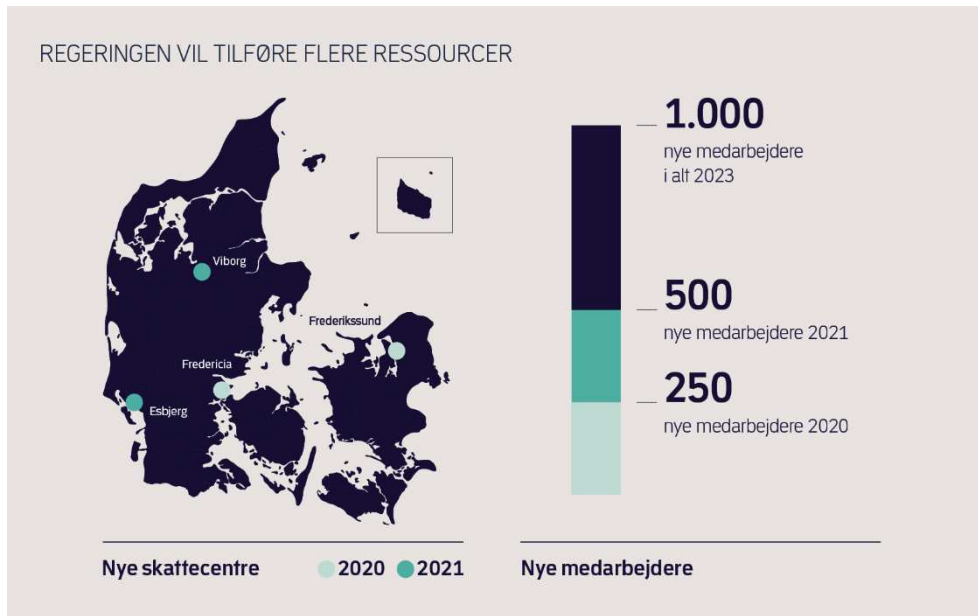 REGERINGEN VIL TILFØRE FLERE RESSOURCER
Viborg
Frederikssund
Fredericia
Esbjerg
1.000
nye medarbejdere
i alt 2023
500
nye medarbejdere 2021
250
nye medarbejdere 2020
Nye skattecentre
2020
2021
Nye medarbejdere